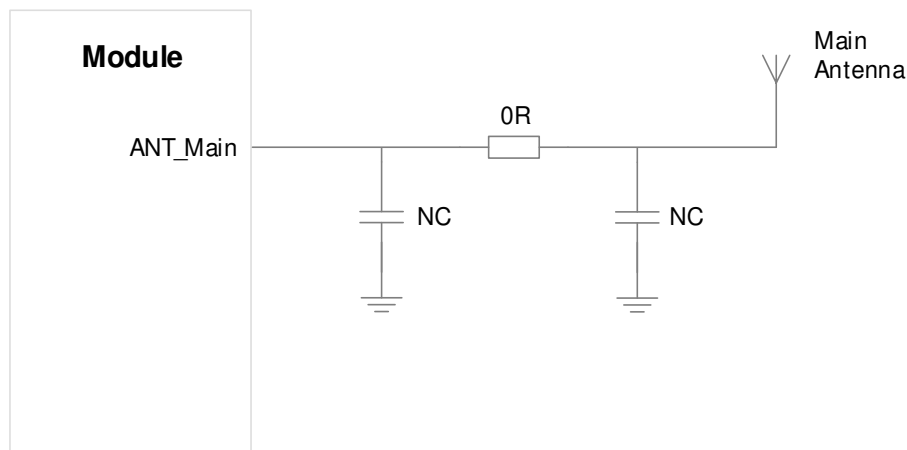 Module
Main
Antenna
0R
ANT_Main
NC
NC